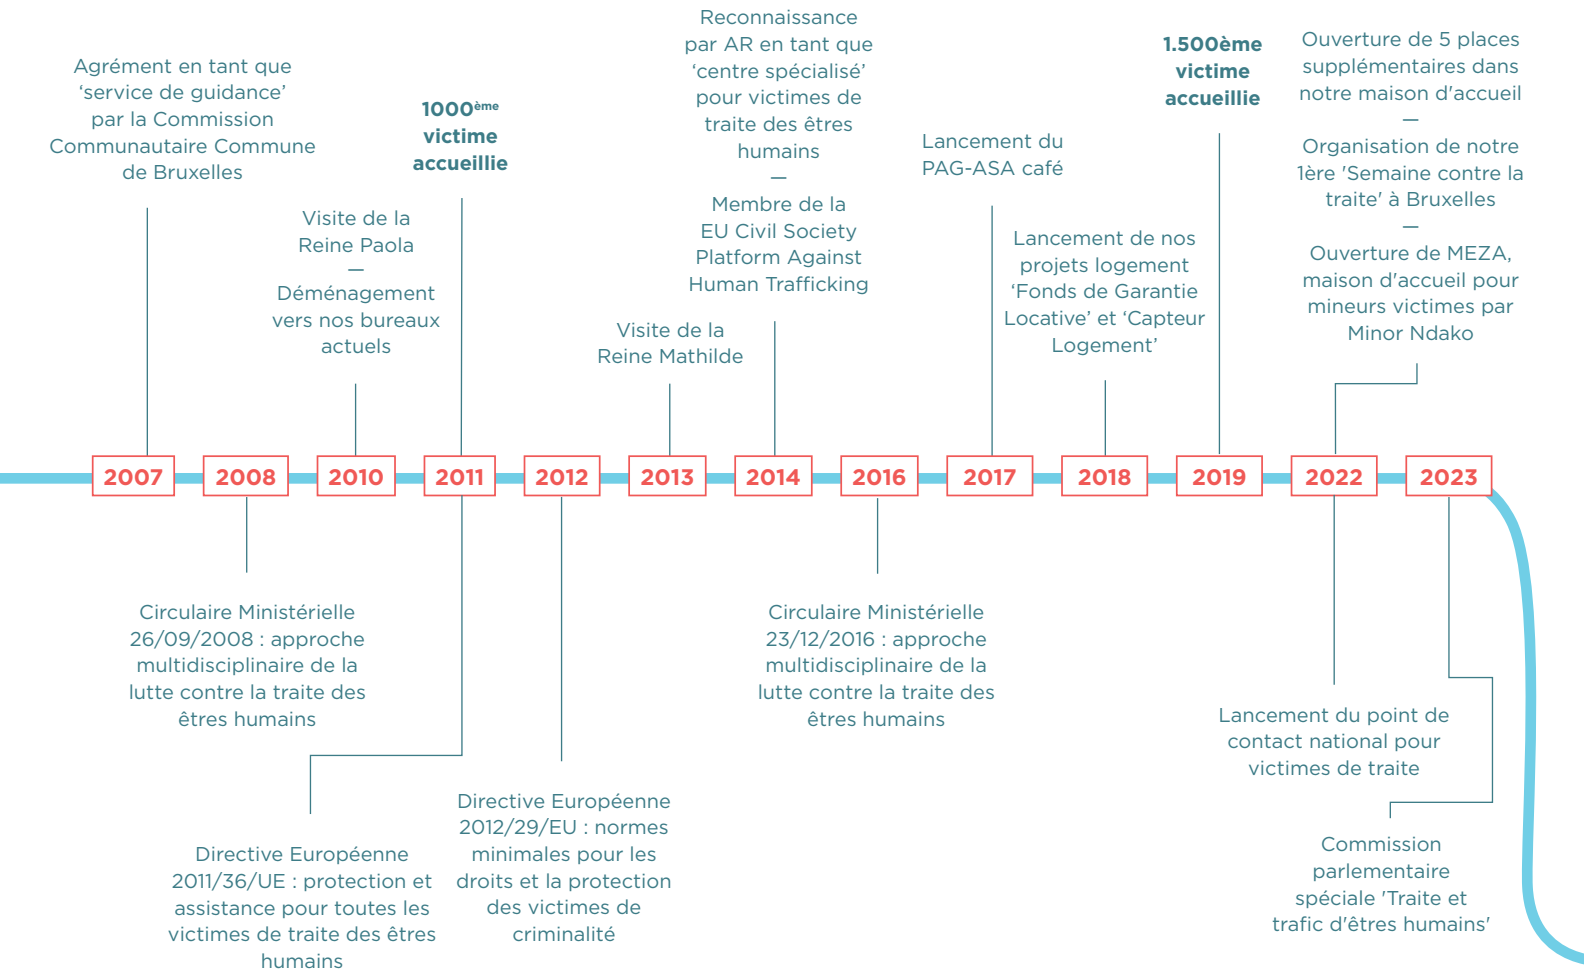 Agrément en tant que
‘service de guidance’
par la Commission
Communautaire Commune
de Bruxelles
Visite de la
Reine Paola
—
Déménagement
vers nos bureaux
actuels
1000ème
victime
accueillie
Visite de la
Reine Mathilde
Reconnaissance
par AR en tant que
‘centre spécialisé’
pour victimes de
traite des êtres
humains
—
Membre de la
EU Civil Society
Platform Against
Human Trafficking
Lancement du
PAG-ASA café
Lancement de nos
projets logement
‘Fonds de Garantie
Locative’ et ‘Capteur
Logement’
1.500ème
victime
accueillie
Ouverture de 5 places
supplémentaires dans
notre maison d'accueil
—
Organisation de notre
1ère 'Semaine contre la
traite' à Bruxelles
—
Ouverture de MEZA,
maison d'accueil pour
mineurs victimes par
Minor Ndako
2007 2008 2010 2011 2012 2013 2014 2016 2017 2018 2019 2022 2023
Circulaire Ministérielle
26/09/2008 : approche
multidisciplinaire de la
lutte contre la traite des
êtres humains
Directive Européenne
2011/36/UE : protection et
assistance pour toutes les
victimes de traite des êtres
humains
Directive Européenne
2012/29/EU : normes
minimales pour les
droits et la protection
des victimes de
criminalité
Circulaire Ministérielle
23/12/2016 : approche
multidisciplinaire de la
lutte contre la traite des
êtres humains
Lancement du point de
contact national pour
victimes de traite
Commission
parlementaire
spéciale 'Traite et
trafic d'êtres humains'